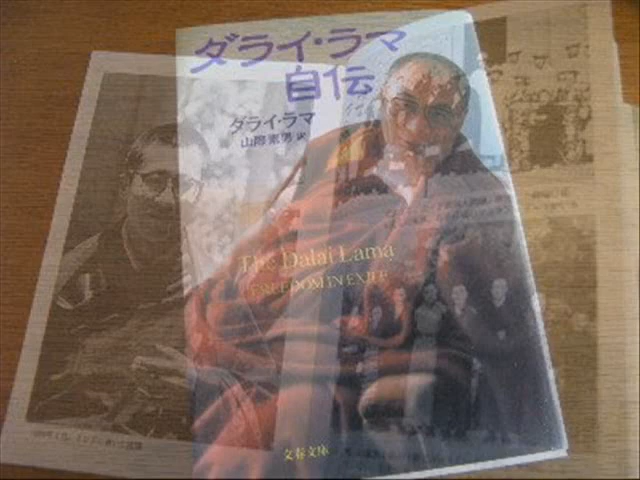 ダライ・ラマ
自伝
ダライ・ラマ
山際素男 訳
The Dalai Lama
FREEDOM IN EXILE
文春文庫